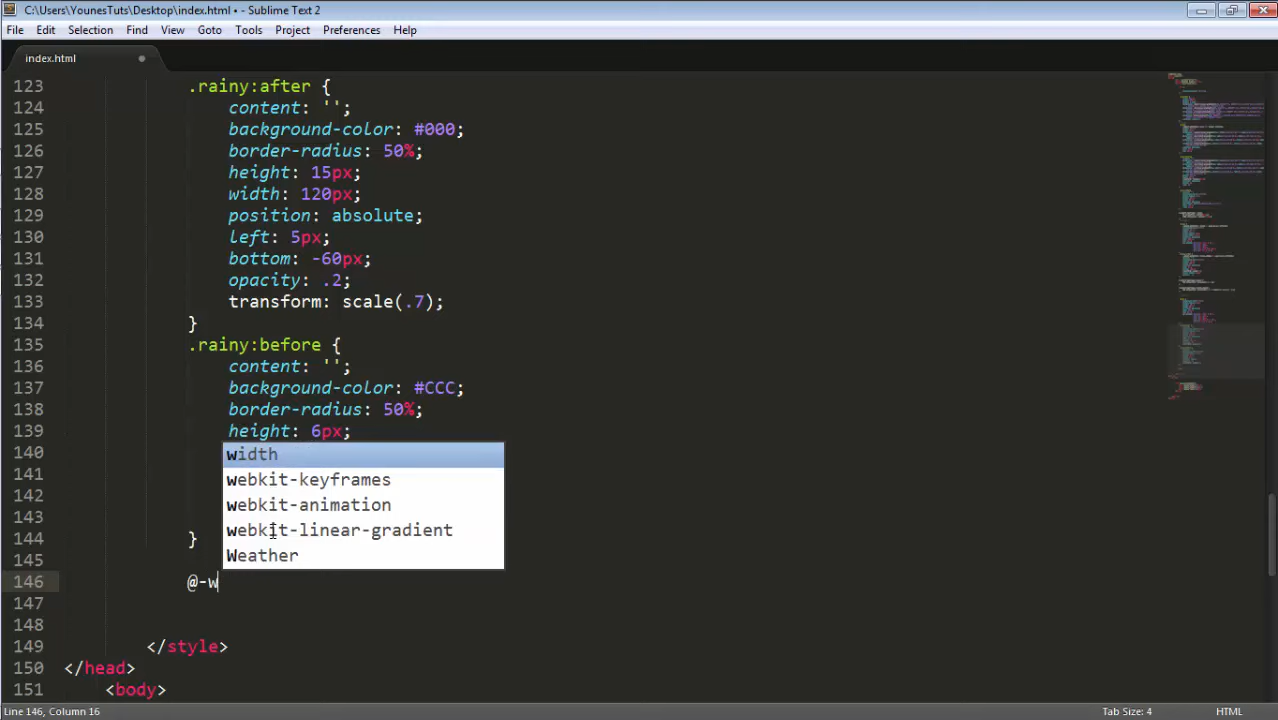 C:\Users\YounesTuts\Desktop\index.html • - Sublime Text 2
File Edit Selection Find View Goto Tools Project Preferences Help
index.html
123 .rainy:after {
124 content: '';
125 background-color: #000;
126 border-radius: 50%;
127 height: 15px;
128 width: 120px;
129 position: absolute;
130 left: 5px;
131 bottom: -60px;
132 opacity: .2;
133 transform: scale(.7);
134 }
135 .rainy:before {
136 content: '';
137 background-color: #CCC;
138 border-radius: 50%;
139 height: 6px;
140 width
141 webkit-keyframes
142 webkit-animation
143 webkit-linear-gradient
144 }
Weather
145
146 @-w
147
148
149 </style>
150 </head>
151 <body>
Line 146, Column 16 Tab Size: 4 HTML